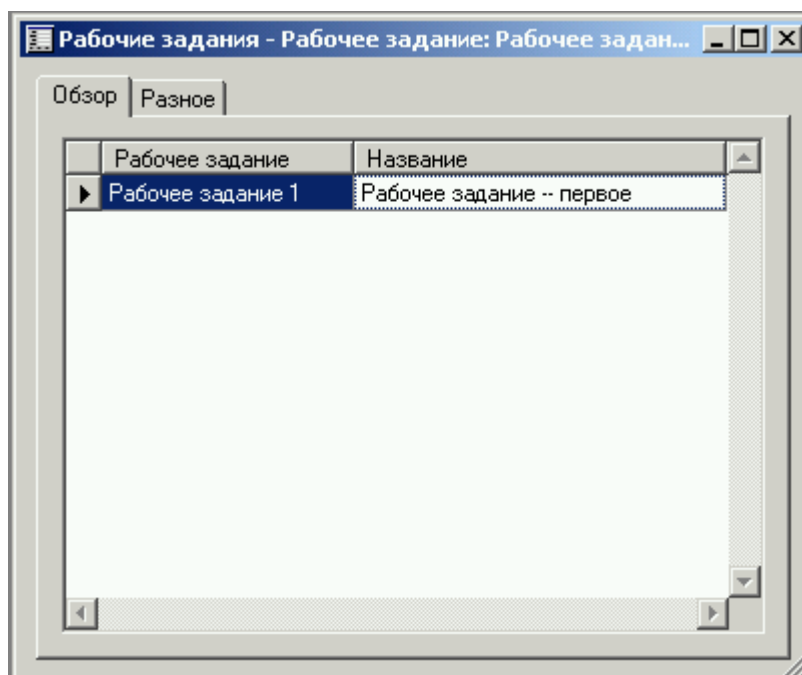 Рабочие задания - Рабочее задание: Рабочее задан...
Обзор Разное
Рабочее задание Название
Рабочее задание 1 Рабочее задание -- первое